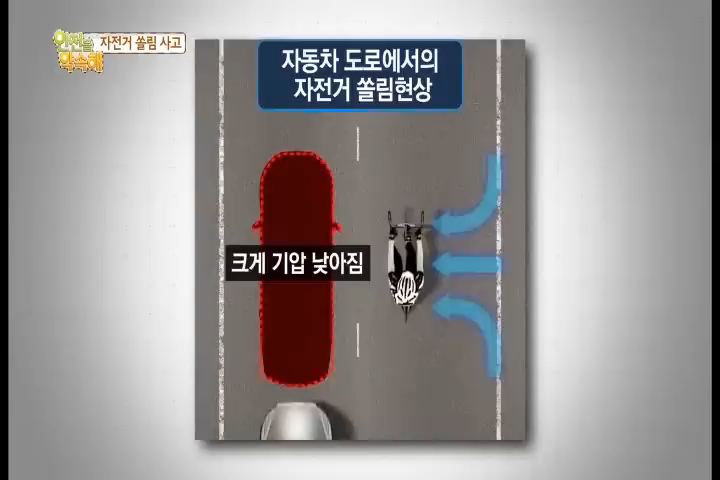 안전을
약속해
자전거 쏠림 사고
자동차 도로에서의
자전거 쏠림현상
크게 기압 낮아짐